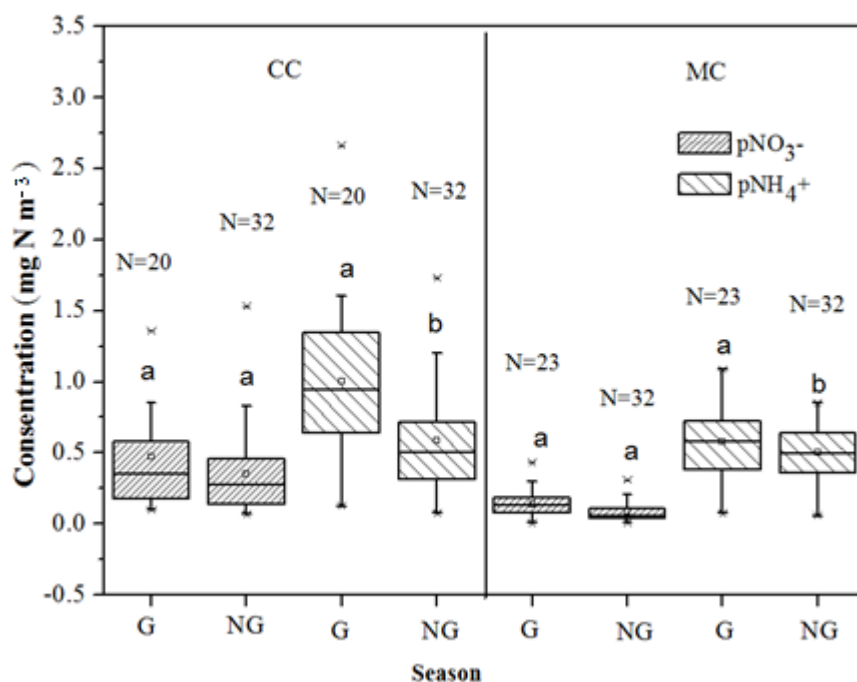 3.5
3.0
2.5
2.0
1.5
1.0
0.5
0.0
-0.5
Consentration (mg N m⁻³)
CC
MC
pNO₃-
pNH₄+
N=20
N=32
N=20
N=32
N=23
N=32
N=23
N=32
a
a
a
b
a
a
a
b
G NG G NG G NG G NG
Season